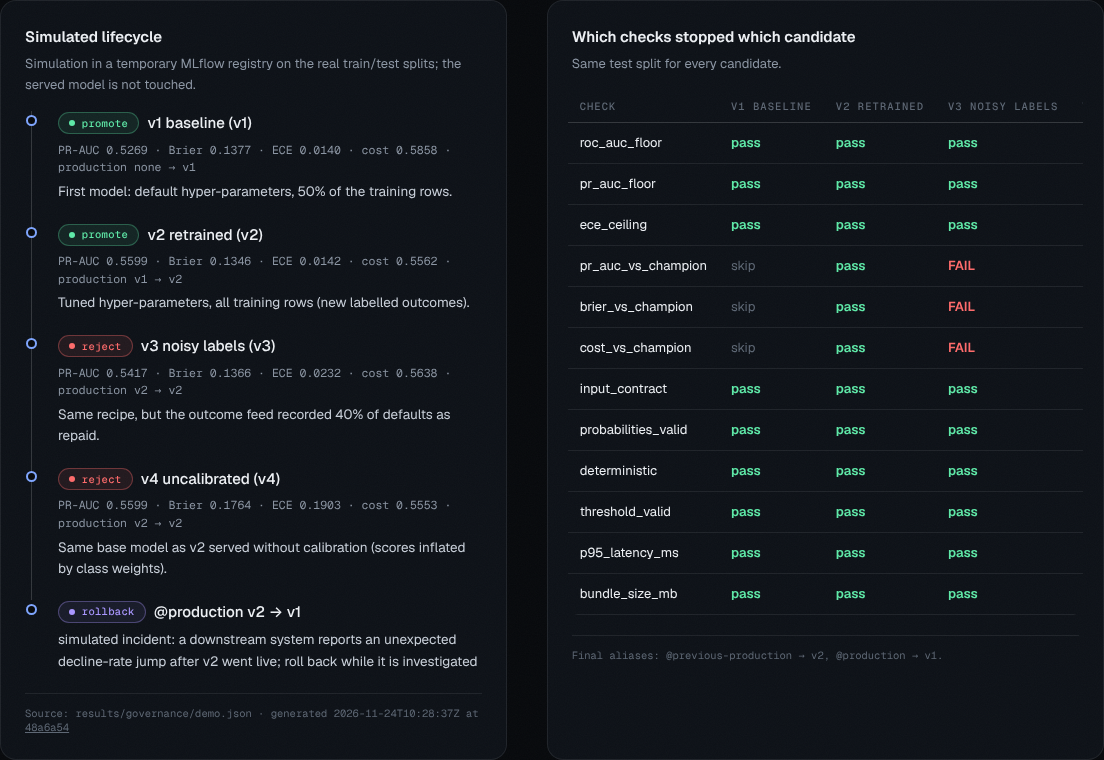 Simulated lifecycle
Simulation in a temporary MLflow registry on the real train/test splits; the
served model is not touched.
promote v1 baseline (v1)
PR-AUC 0.5269 · Brier 0.1377 · ECE 0.0140 · cost 0.5858 ·
production none → v1
First model: default hyper-parameters, 50% of the training rows.
promote v2 retrained (v2)
PR-AUC 0.5599 · Brier 0.1346 · ECE 0.0142 · cost 0.5562 ·
production v1 → v2
Tuned hyper-parameters, all training rows (new labelled outcomes).
reject v3 noisy labels (v3)
PR-AUC 0.5417 · Brier 0.1366 · ECE 0.0232 · cost 0.5638 ·
production v2 → v2
Same recipe, but the outcome feed recorded 40% of defaults as
repaid.
reject v4 uncalibrated (v4)
PR-AUC 0.5599 · Brier 0.1764 · ECE 0.1903 · cost 0.5553 ·
production v2 → v2
Same base model as v2 served without calibration (scores inflated
by class weights).
rollback @production v2 → v1
simulated incident: a downstream system reports an unexpected
decline-rate jump after v2 went live; roll back while it is investigated
Source: results/governance/demo.json · generated 2026-11-24T10:28:37Z at
48a6a54
Which checks stopped which candidate
Same test split for every candidate.
CHECK V1 BASELINE V2 RETRAINED V3 NOISY LABELS
roc_auc_floor pass pass pass
pr_auc_floor pass pass pass
ece_ceiling pass pass pass
pr_auc_vs_champion skip pass FAIL
brier_vs_champion skip pass FAIL
cost_vs_champion skip pass FAIL
input_contract pass pass pass
probabilities_valid pass pass pass
deterministic pass pass pass
threshold_valid pass pass pass
p95_latency_ms pass pass pass
bundle_size_mb pass pass pass
Final aliases: @previous-production → v2, @production → v1.